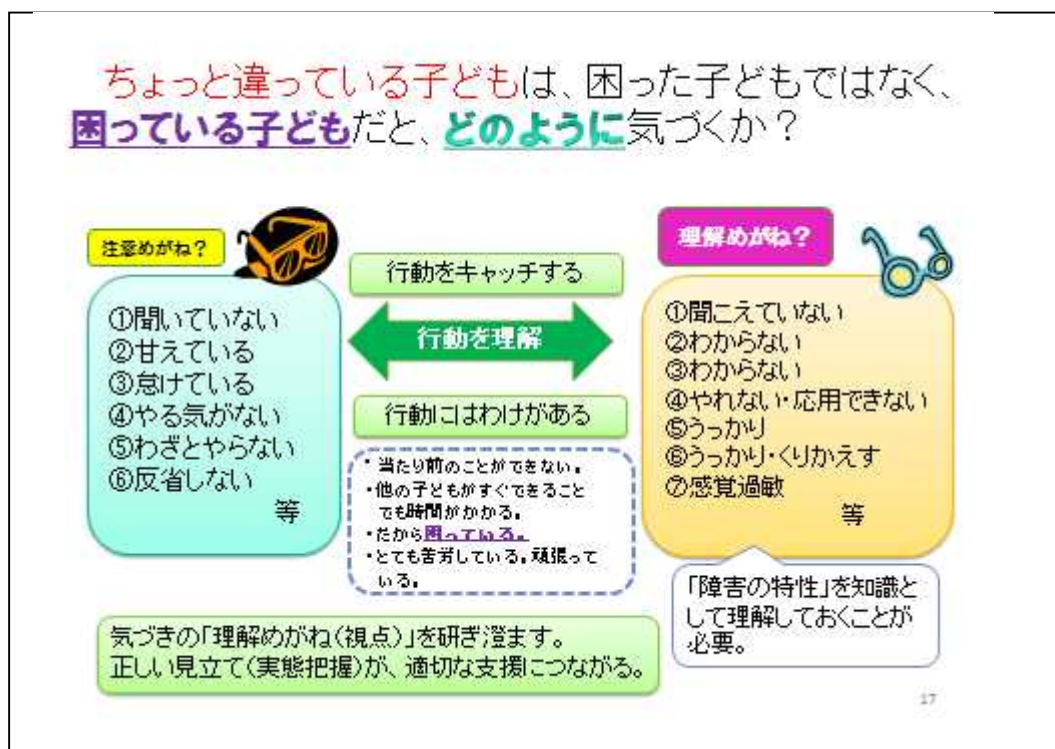 ちょっと違っている子どもは、困った子どもではなく、
困っている子どもだと、どのように気づくか？
注意めがね？
①聞いていない
②甘えている
③怠けている
④やる気がない
⑤わざとやらない
⑥反省しない
等
行動をキャッチする
行動を理解
行動にはわけがある
・当たり前のことができない。
・他の子どもがすぐできること
でも時間がかかる。
・だから困っている。
・とても苦労している。頑張って
いる。
理解めがね？
①聞こえていない
②わからない
③わからない
④やれない・応用できない
⑤うっかり
⑥うっかり・くりかえす
⑦感覚過敏
等
「障害の特性」を知識と
して理解しておくことが
必要。
気づきの「理解めがね(視点)」を研ぎ澄ます。
正しい見立て(実態把握)が、適切な支援につながる。
17